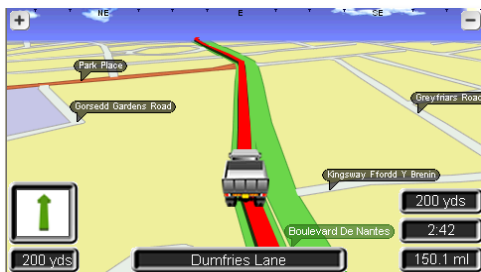 NE E SE
+ -
Park Place
Gorsedd Gardens Road
Greyfriars Road
Kingsway Ffordd Y Brenin
200 yds
Boulevard De Nantes
2:42
200 yds
Dumfries Lane
150.1 ml